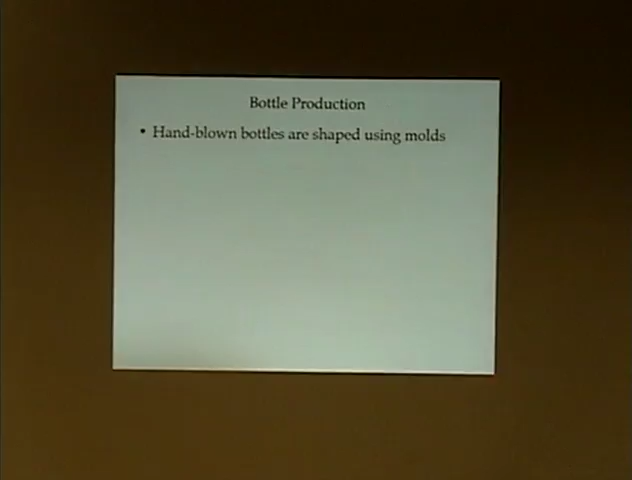 Bottle Production
• Hand-blown bottles are shaped using molds